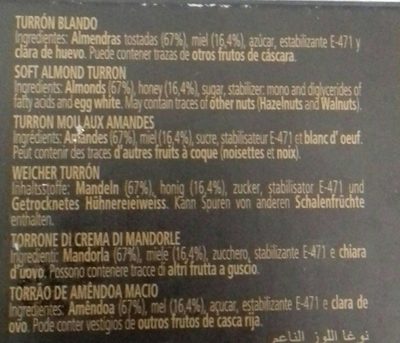 TURRÓN BLANDO
Ingredientes: Almendras tostadas (67%), miel (16,4%), azúcar, estabilizante E-471 y
clara de huevo. Puede contener trazas de otros frutos de cáscara.
SOFT ALMOND TURRON
Ingredients: Almonds (67%), honey (16,4%), sugar, stabilizer: mono and diglycerides of
fatty acids and egg white. May contain traces of other nuts (Hazelnuts and Walnuts).
TURRON MOU AUX AMANDES
Ingrédients: Amandes (67%), miel (16,4%), sucre, stabilisateur E-471 et blanc d' oeuf.
Peut contenir des traces d'autres fruits à coque (noisettes et noix).
WEICHER TURRÓN
Inhaltsstoffe: Mandeln (67%), honig (16,4%), zucker, stabilisator E-471 und
Getrocknetes Hühnereieiweiss. Kann Spuren von anderen Schalenfrüchte
enthalten.
TORRONE DI CREMA DI MANDORLE
Ingredienti: Mandorla (67%), miele (16,4%), zucchero, stabilizante E-471 e chiara
d'uovo. Possono contenere tracce di altri frutta a guscio.
TORRÃO DE AMÊNDOA MACIO
Ingredientes: Amêndoa (67%), mel (16,4%), açucar, estabilizante E-471 e clara de
ovo. Pode conter vestigios de outros frutos de casca rija.
نوغا اللوز الناعم